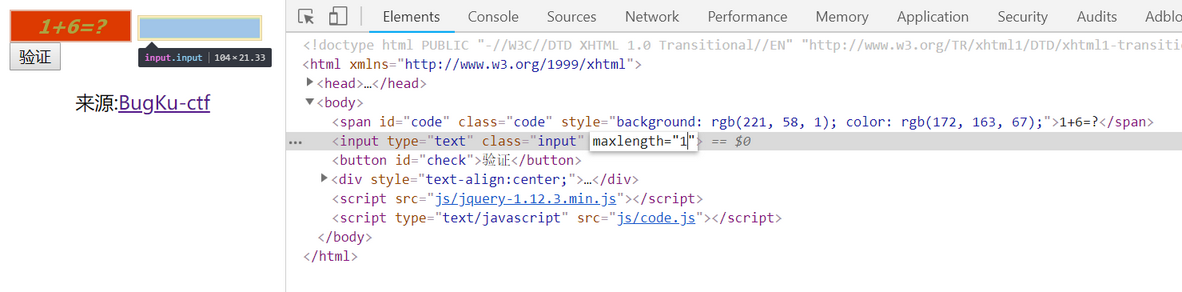 1+6=?
验证
input.input | 104×21.33
来源:BugKu-ctf
Elements Console Sources Network Performance Memory Application Security Audits Adblo
<!doctype html PUBLIC "-//W3C//DTD XHTML 1.0 Transitional//EN" "http://www.w3.org/TR/xhtml1/DTD/xhtml1-transiti
<html xmlns="http://www.w3.org/1999/xhtml">
<head>…</head>
<body>
<span id="code" class="code" style="background: rgb(221, 58, 1); color: rgb(172, 163, 67);">1+6=?</span>
… <input type="text" class="input" maxlength="1"> == $0
<button id="check">验证</button>
<div style="text-align:center;">…</div>
<script src="js/jquery-1.12.3.min.js"></script>
<script type="text/javascript" src="js/code.js"></script>
</body>
</html>